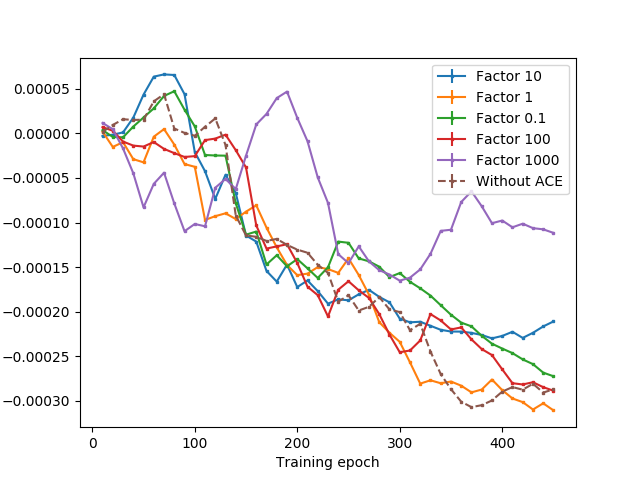 0.00005
0.00000
−0.00005
−0.00010
−0.00015
−0.00020
−0.00025
−0.00030
0
100
200
300
400
Training epoch
Factor 10
Factor 1
Factor 0.1
Factor 100
Factor 1000
Without ACE